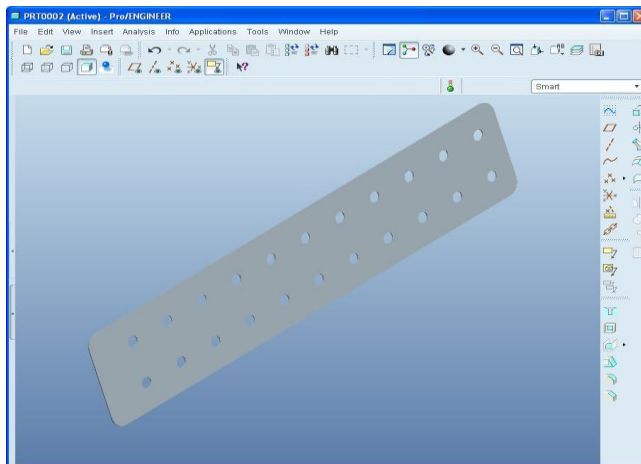 PRT0002 (Active) - Pro/ENGINEER
File Edit View Insert Analysis Info Applications Tools Window Help
Smart